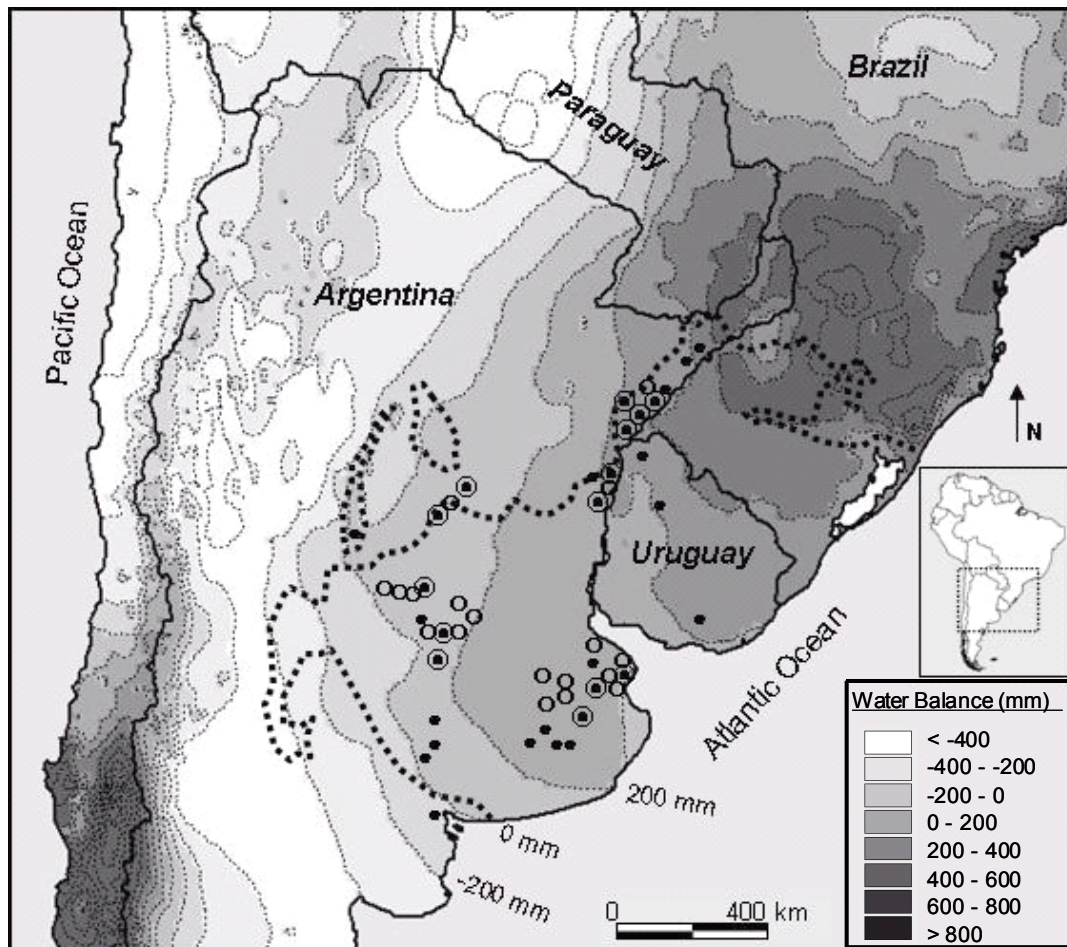 Brazil
Paraguay
Pacific Ocean
Argentina
N
Uruguay
Atlantic Ocean
Water Balance (mm)
< -400
-400 - -200
-200 - 0
0 - 200
200 - 400
400 - 600
600 - 800
> 800
200 mm
0 mm
-200 mm
0 400 km